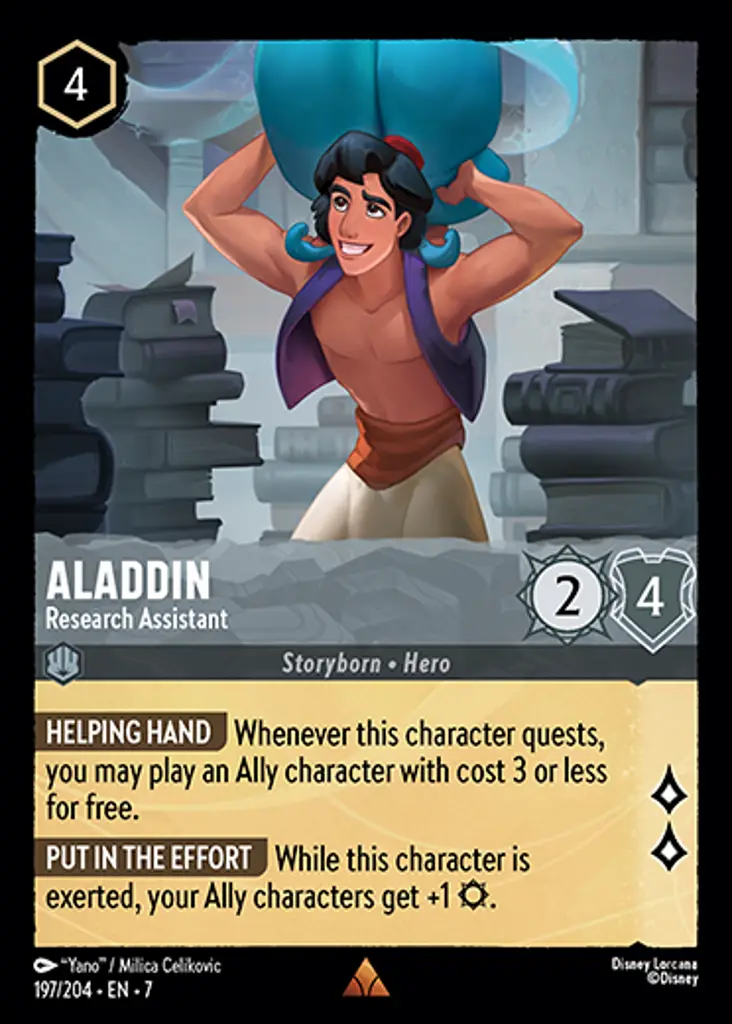 4
ALADDIN
Research Assistant
2
4
Storyborn • Hero
HELPING HAND Whenever this character quests,
you may play an Ally character with cost 3 or less
for free.
PUT IN THE EFFORT While this character is
exerted, your Ally characters get +1 .
"Yano" / Milica Celikovic
197/204 • EN • 7
Disney Lorcana
©Disney